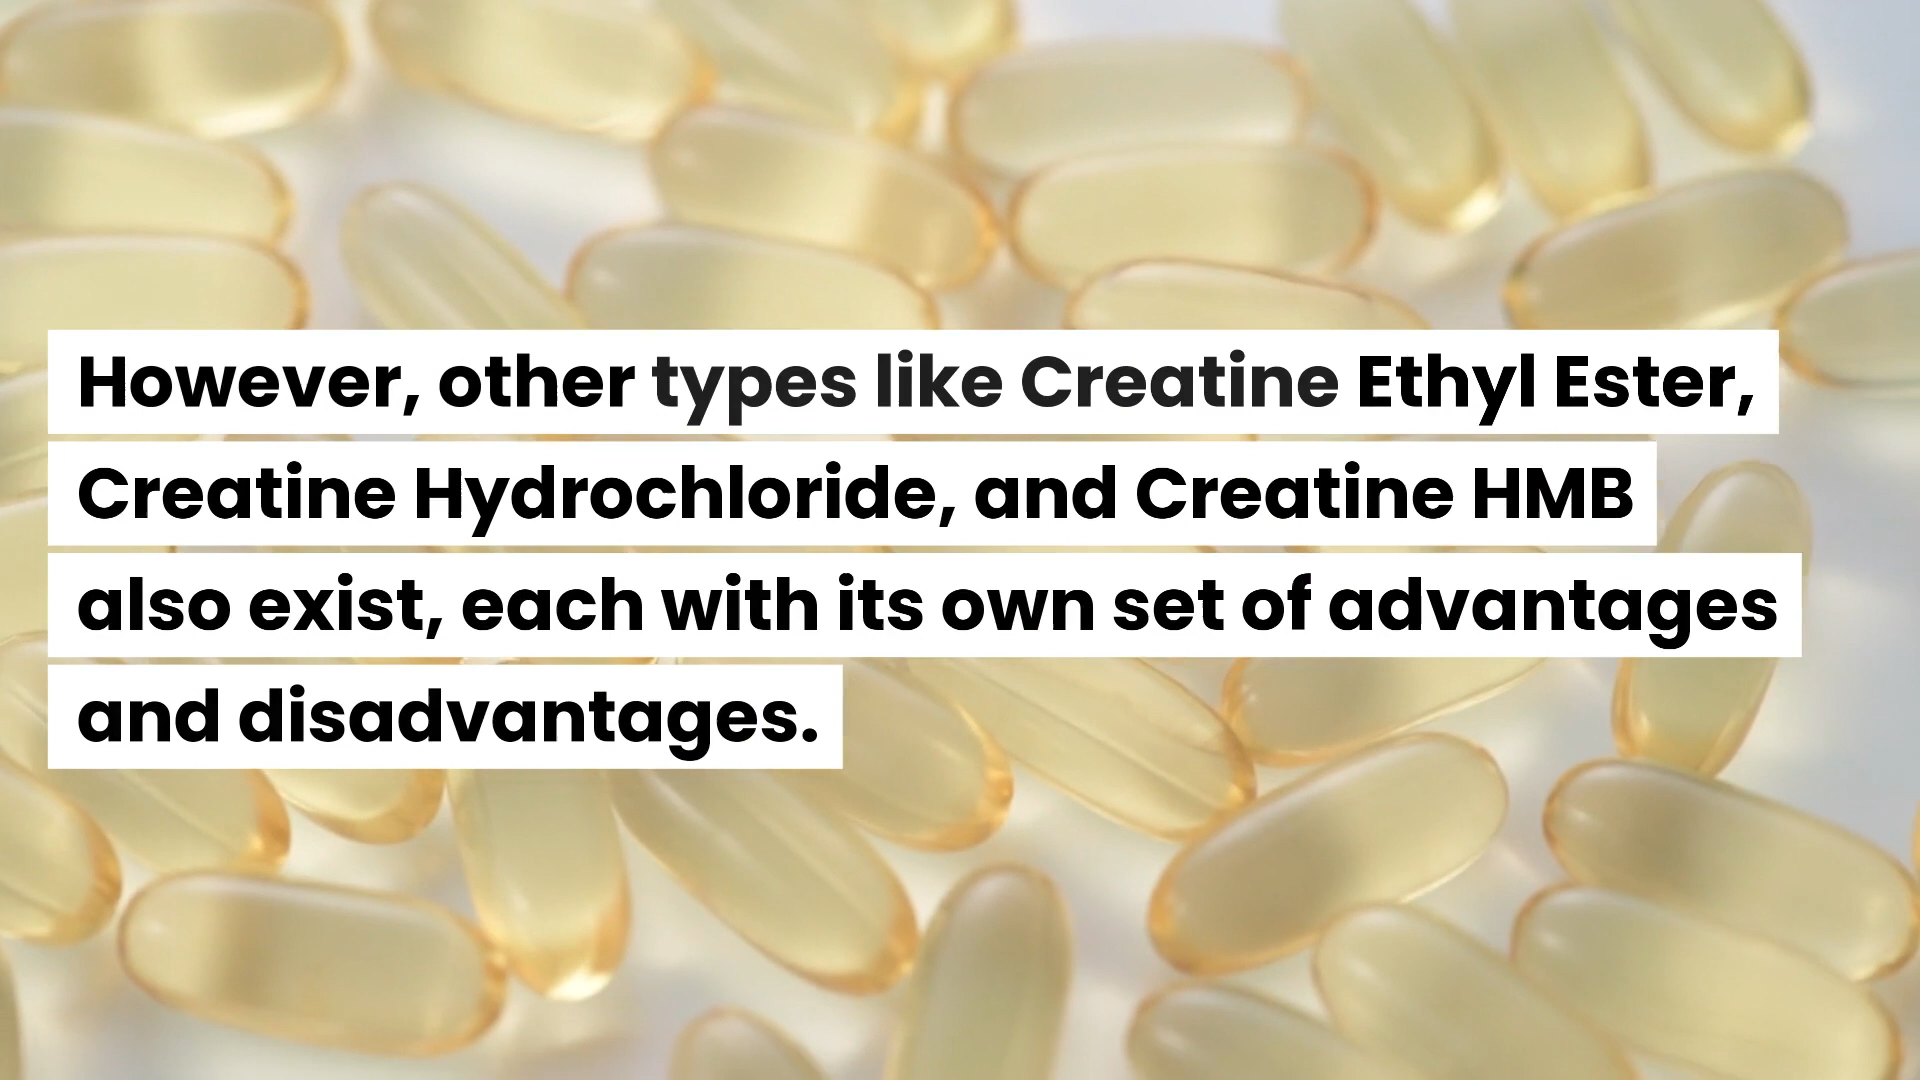 However, other types like Creatine Ethyl Ester,
Creatine Hydrochloride, and Creatine HMB
also exist, each with its own set of advantages
and disadvantages.